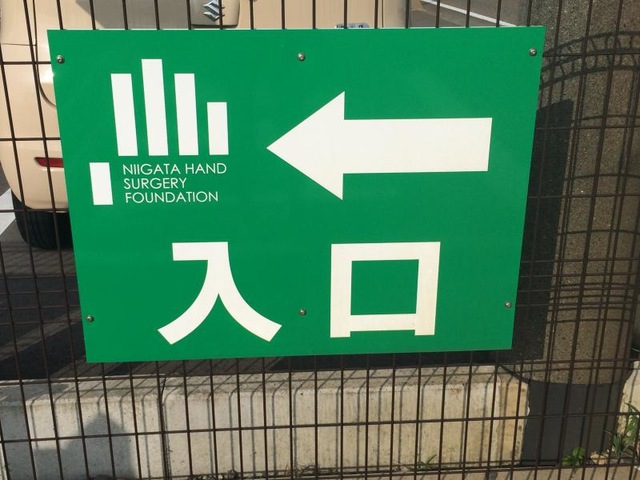 NIIGATA HAND
SURGERY
FOUNDATION
入口